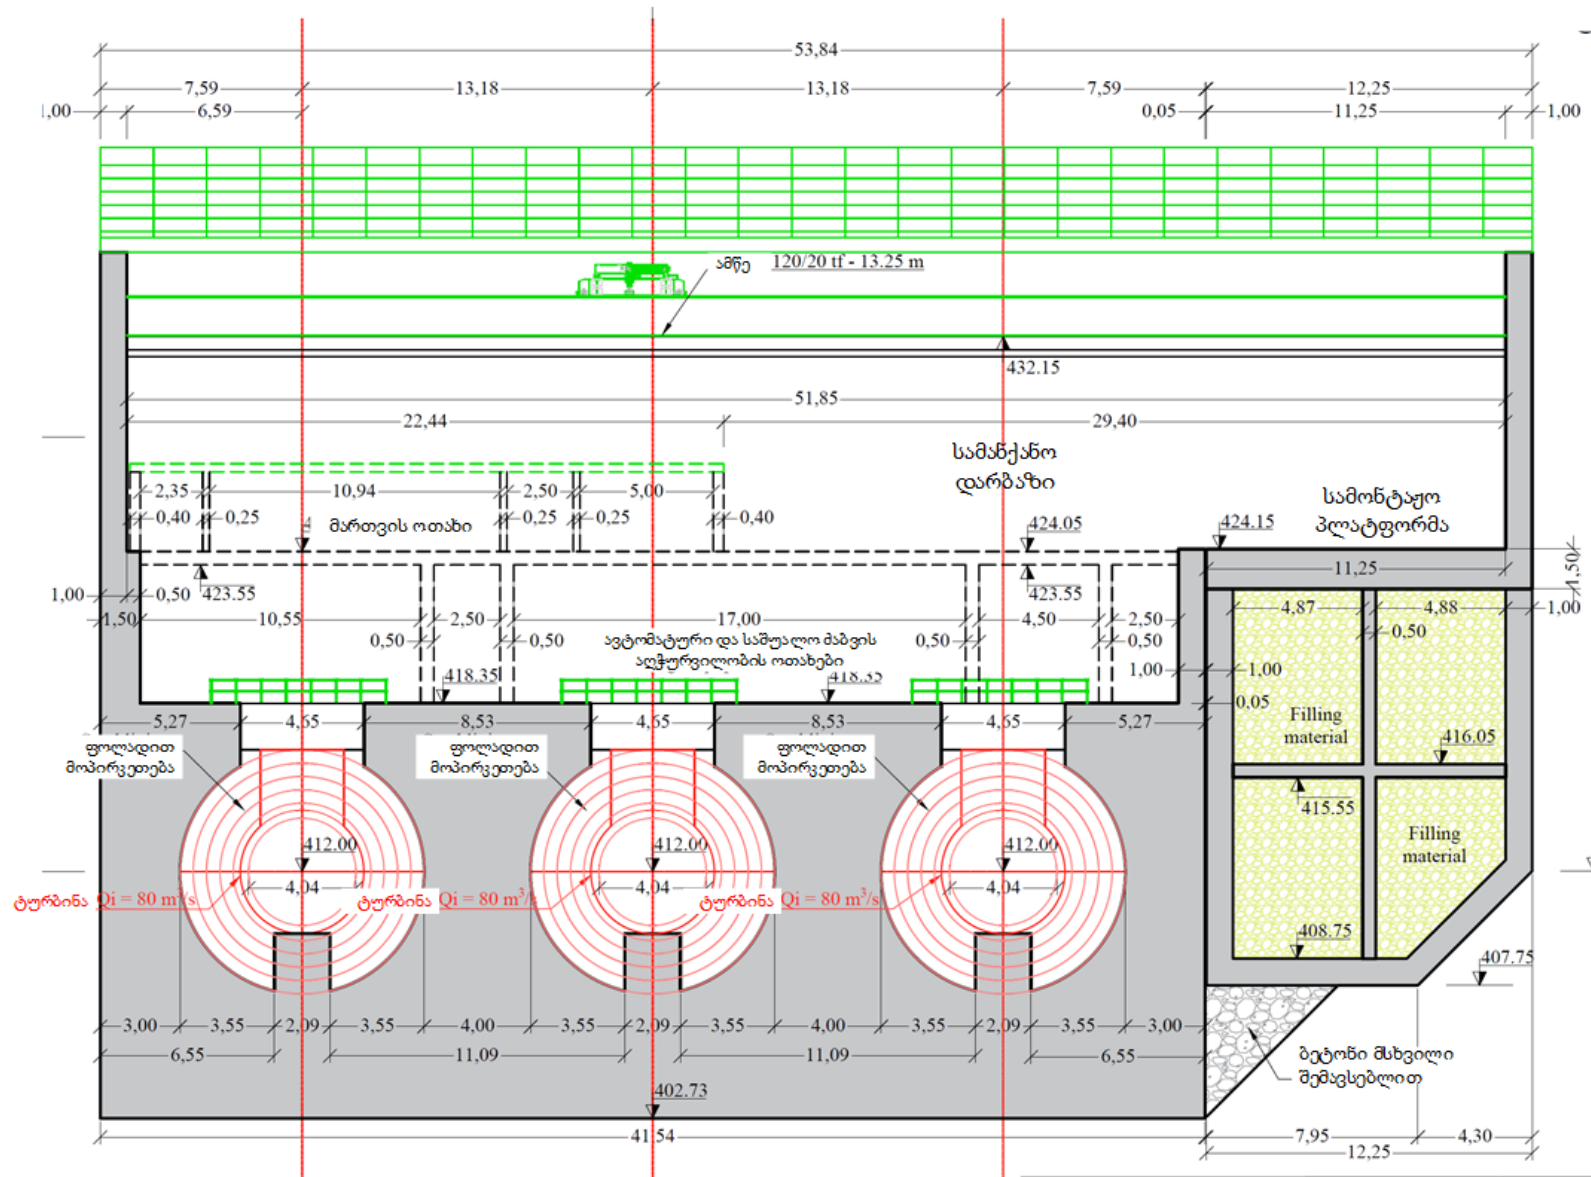 53,84
7,59 13,18 13,18 7,59 12,25
1,00 6,59 0,05 11,25 1,00
ამწე 120/20 tf - 13.25 m
432.15
51,85
22,44 29,40
სამანქანო
დარბაზი
2,35 10,94 2,50 5,00
0,40 0,25 0,25 0,25 0,40
მართვის ოთახი
სამონტაჟო
პლატფორმა
424.05 424.15
1,50
11,25
423.55 423.55
1,00 0,50
1,50 10,55 2,50 17,00 4,50 2,50
4,87 4,88 1,00
0,50 0,50 0,50 0,50 0,50
ავტომატური და საშუალო ძაბვის
აღჭურვილობის ოთახები
1,00 1,00
418.35 418.35
0,05
5,27 4,65 8,53 4,65 8,53 4,65 5,27
Filling
material
416.05
ფოლადით
მოპირკეთება
ფოლადით
მოპირკეთება
ფოლადით
მოპირკეთება
415.55
412.00 412.00 412.00
Filling
material
4,04 4,04 4,04
ტურბინა Qi = 80 m³/s
ტურბინა Qi = 80 m³/
ტურბინა Qi = 80 m³/s
408.75
407.75
3,00 3,55 2,09 3,55 4,00 3,55 2,09 3,55 4,00 3,55 2,09 3,55 3,00
6,55 11,09 11,09 6,55
ბეტონი მსხვილი
შემავსებლით
402.73
41,54 7,95 4,30
12,25